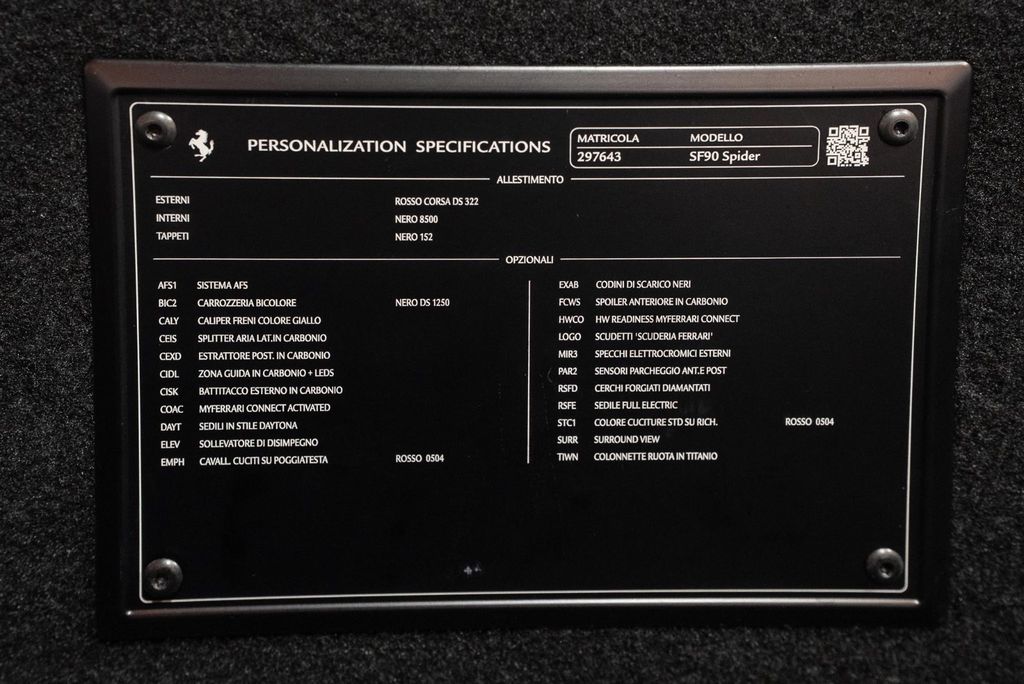 PERSONALIZATION SPECIFICATIONS
MATRICOLA MODELLO
297643 SF90 Spider
ALLESTIMENTO
ESTERNI ROSSO CORSA DS 322
INTERNI NERO 8500
TAPPETI NERO 152
OPZIONALI
AFS1 SISTEMA AFS
BIC2 CARROZZERIA BICOLORE NERO DS 1250
CALY CALIPER FRENI COLORE GIALLO
CEIS SPLITTER ARIA LAT.IN CARBONIO
CEXD ESTRATTORE POST. IN CARBONIO
CIDL ZONA GUIDA IN CARBONIO + LEDS
CISK BATTITACCO ESTERNO IN CARBONIO
COAC MYFERRARI CONNECT ACTIVATED
DAYT SEDILI IN STILE DAYTONA
ELEV SOLLEVATORE DI DISIMPEGNO
EMPH CAVALL. CUCITI SU POGGIATESTA ROSSO 0504
EXAB CODINI DI SCARICO NERI
FCWS SPOILER ANTERIORE IN CARBONIO
HWCO HW READINESS MYFERRARI CONNECT
LOGO SCUDETTI 'SCUDERIA FERRARI'
MIR3 SPECCHI ELETTROCROMICI ESTERNI
PAR2 SENSORI PARCHEGGIO ANT.E POST
RSFD CERCHI FORGIATI DIAMANTATI
RSFE SEDILE FULL ELECTRIC
STC1 COLORE CUCITURE STD SU RICH. ROSSO 0504
SURR SURROUND VIEW
TIWN COLONNETTE RUOTA IN TITANIO